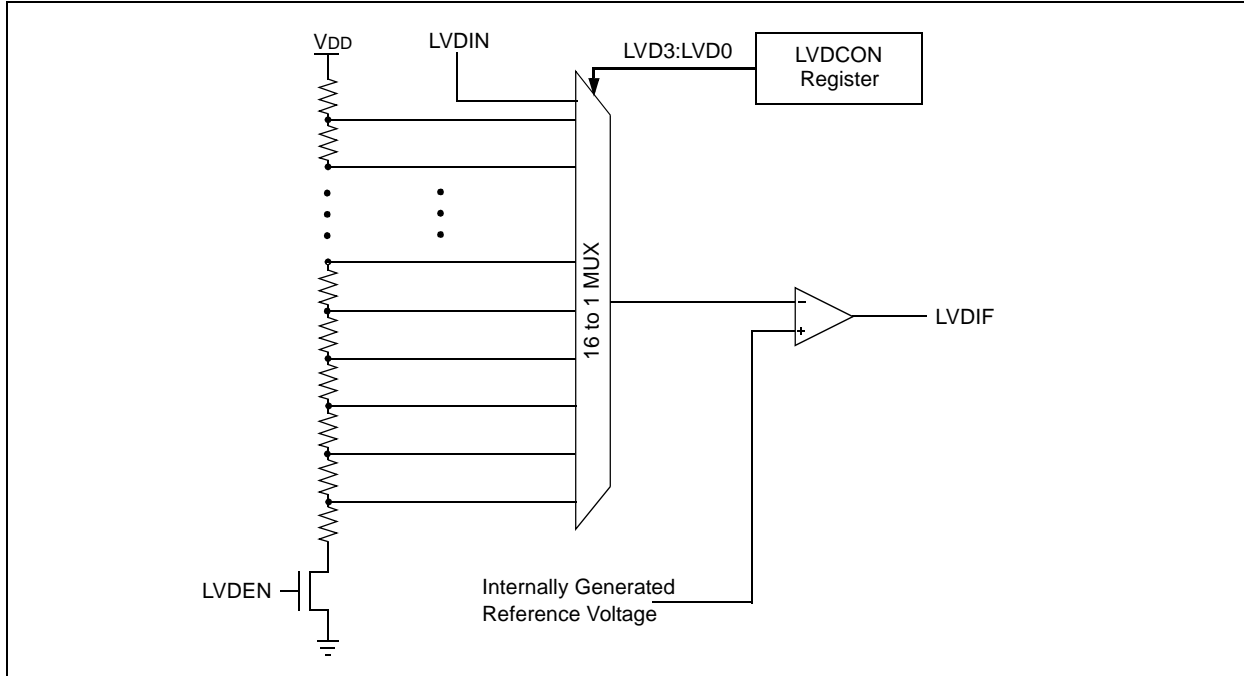 VDD
LVDIN
LVD3:LVD0
LVDCON
Register
16 to 1 MUX
-
+
LVDIF
LVDEN
Internally Generated
Reference Voltage